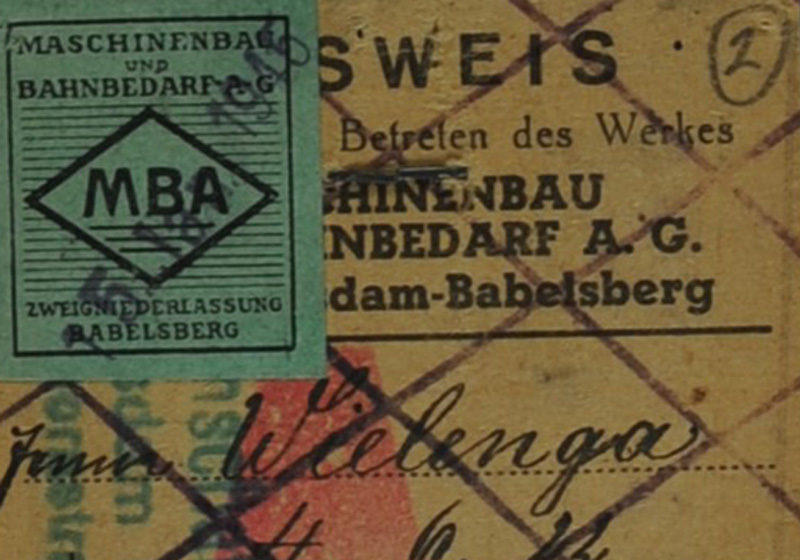 MASCHINENBAU
UND
BAHNBEDARF-A-G
MBA
ZWEIGNIEDERLASSUNG
BABELSBERG
SWEIS
2
Betreten des Werkes
CHINENBAU
NBEDARF A. G.
dam-Babelsberg
Wielenga